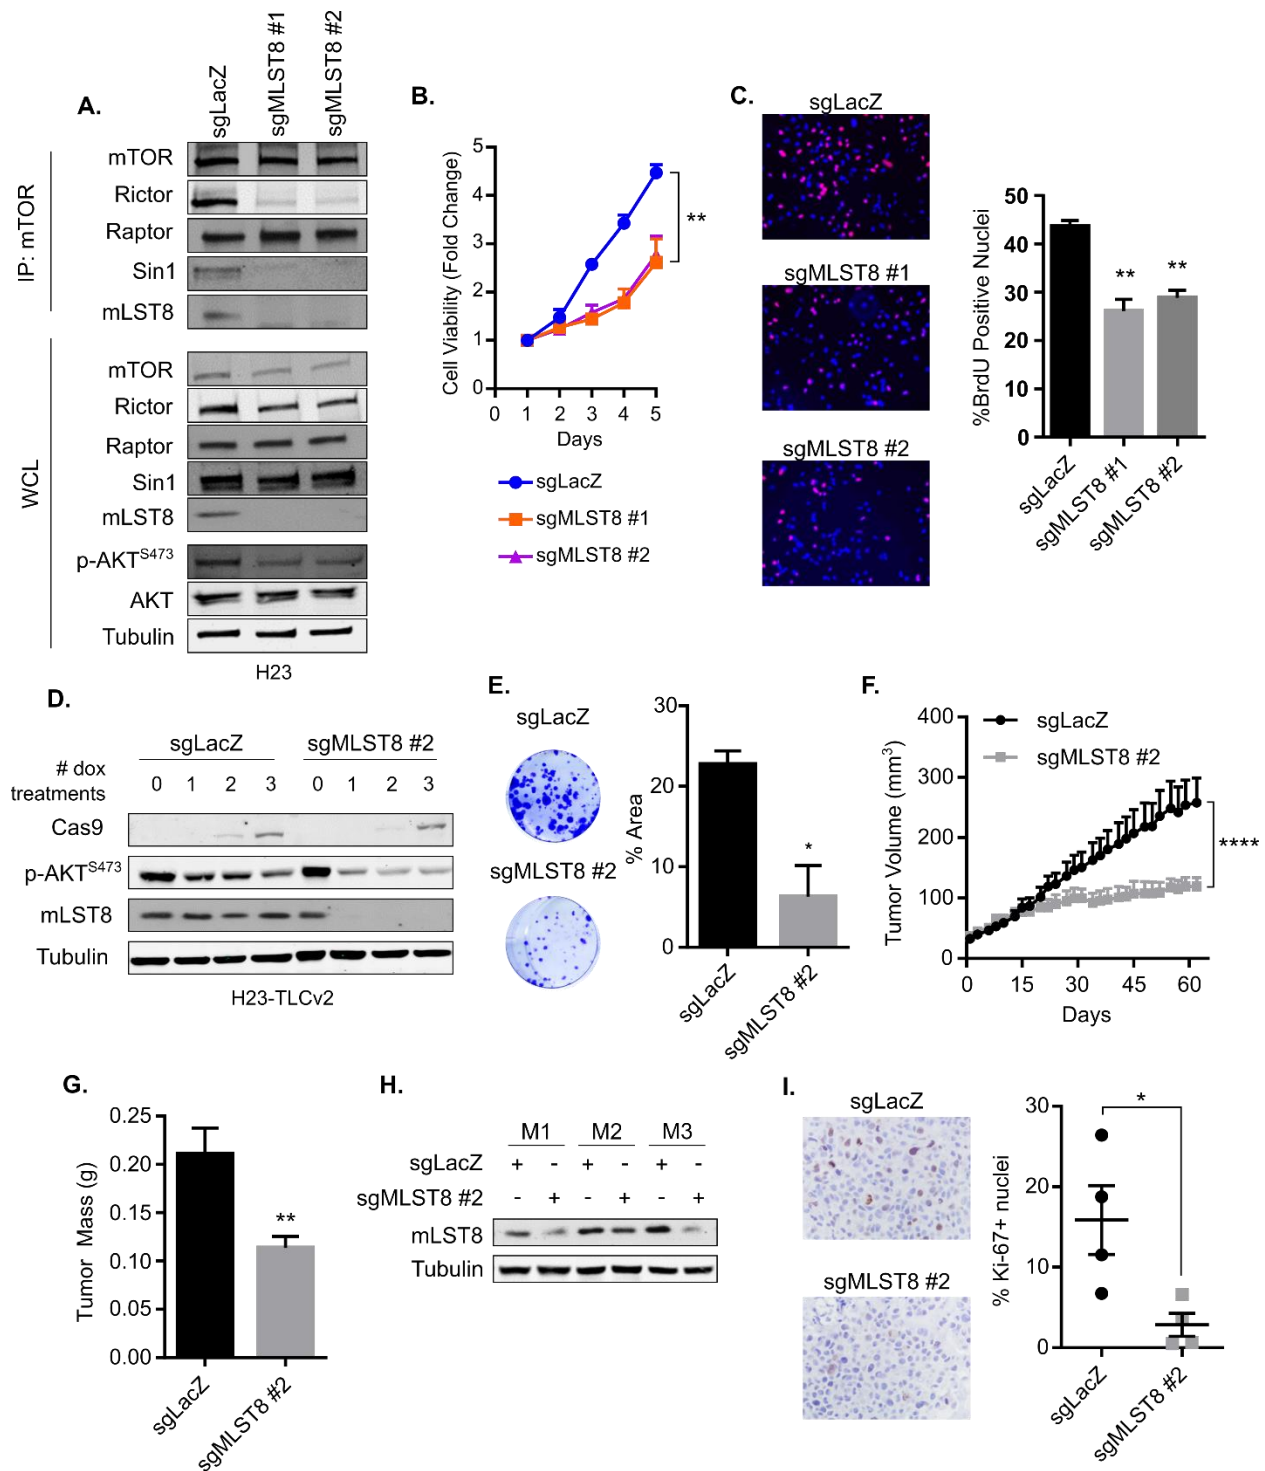 A.
sgLacZ
sgMLST8 #1
sgMLST8 #2
IP: mTOR
mTOR
Rictor
Raptor
Sin1
mLST8
WCL
mTOR
Rictor
Raptor
Sin1
mLST8
p-AKTS473
AKT
Tubulin
H23
B.
Cell Viability (Fold Change)
5
4
3
2
1
0
0 1 2 3 4 5
Days
**
sgLacZ
sgMLST8 #1
sgMLST8 #2
C.
sgLacZ
sgMLST8 #1
sgMLST8 #2
%BrdU Positive Nuclei
50
40
30
20
10
0
** **
sgLacZ
sgMLST8 #1
sgMLST8 #2
D.
sgLacZ sgMLST8 #2
# dox
treatments
0 1 2 3 0 1 2 3
Cas9
p-AKTS473
mLST8
Tubulin
H23-TLCv2
E.
sgLacZ
sgMLST8 #2
% Area
30
20
10
0
*
sgLacZ
sgMLST8 #2
F.
sgLacZ
sgMLST8 #2
Tumor Volume (mm3)
400
300
200
100
0
0 15 30 45 60
Days
****
G.
Tumor Mass (g)
0.25
0.20
0.15
0.10
0.05
0.00
**
sgLacZ
sgMLST8 #2
H.
M1 M2 M3
sgLacZ + - + - + -
sgMLST8 #2 - + - + - +
mLST8
Tubulin
I.
sgLacZ
sgMLST8 #2
% Ki-67+ nuclei
30
20
10
0
*
sgLacZ
sgMLST8 #2